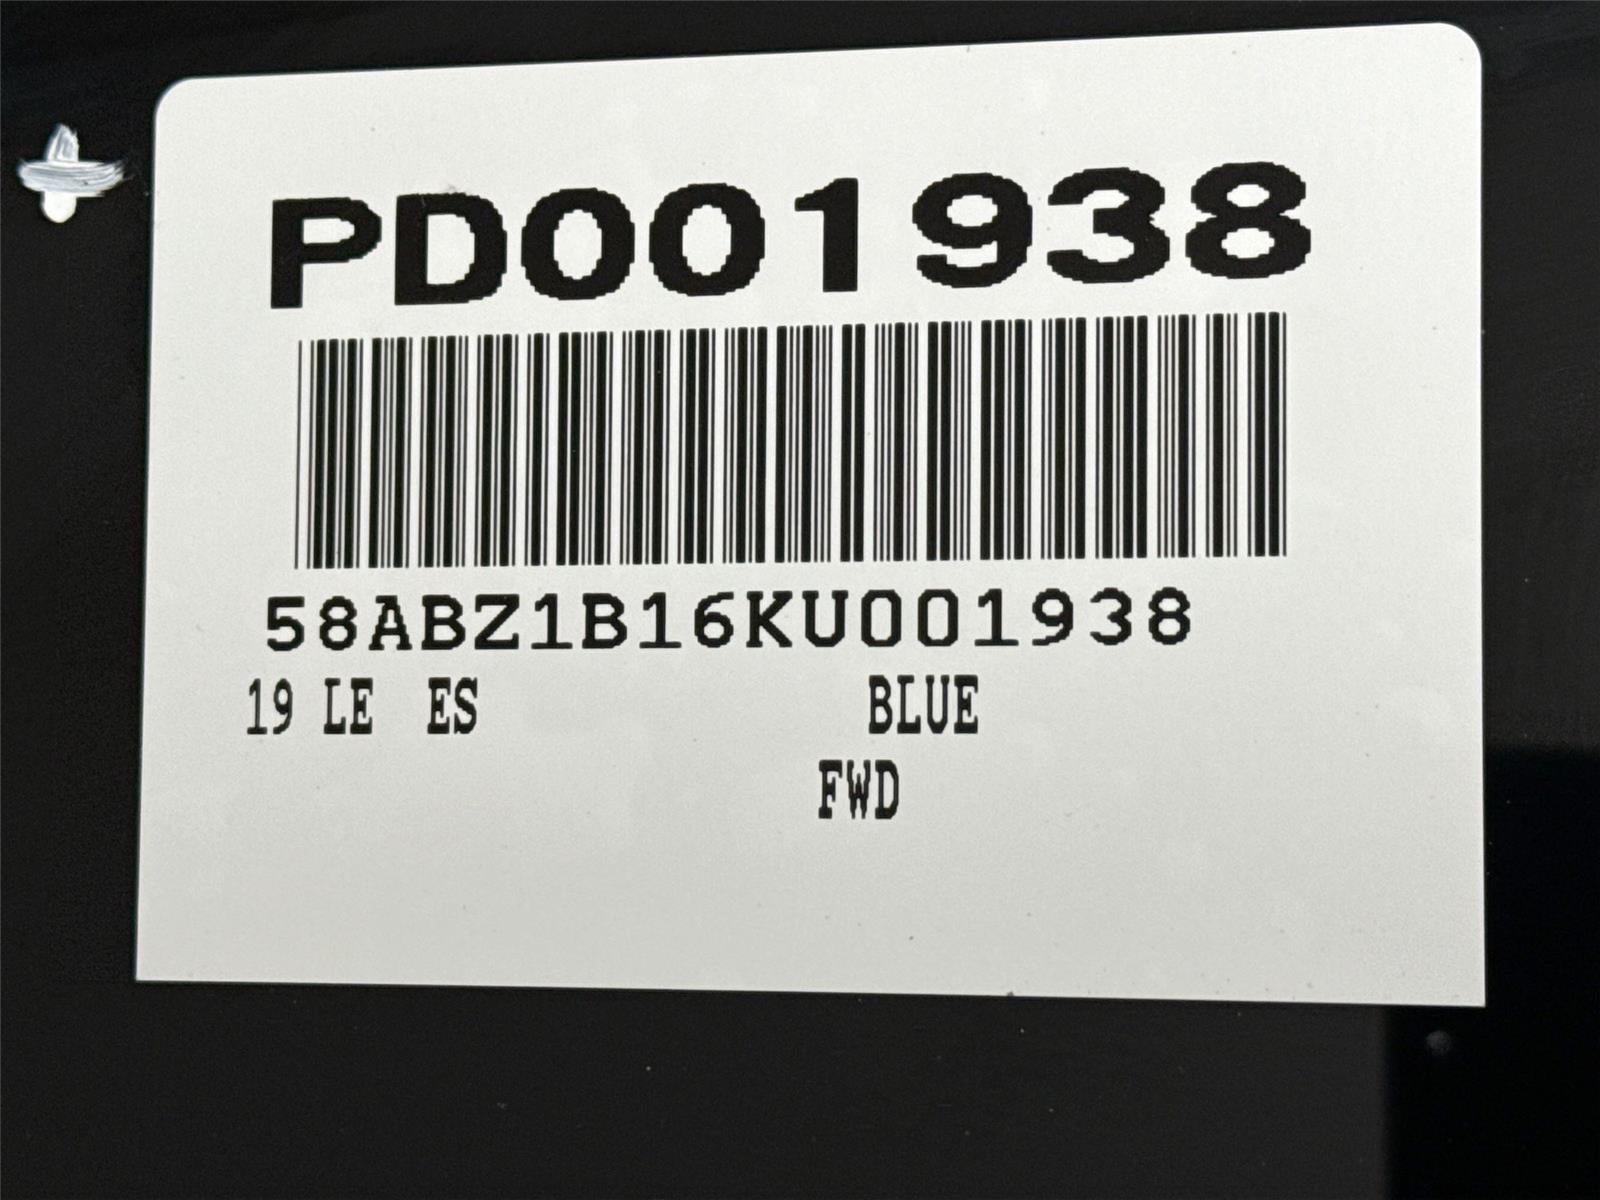 PD001938
58ABZ1B16KU001938
19 LE ES BLUE
FWD